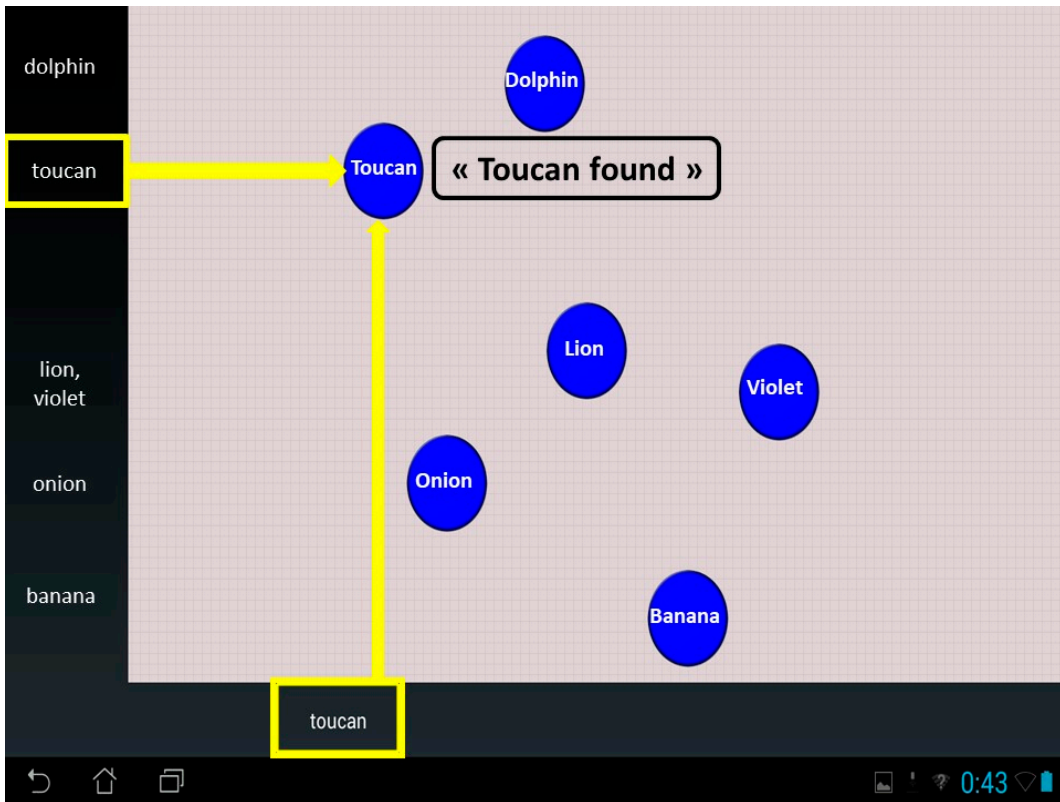 dolphin
Dolphin
toucan
Toucan
« Toucan found »
lion,
violet
Lion
Violet
onion
Onion
banana
Banana
toucan
0:43